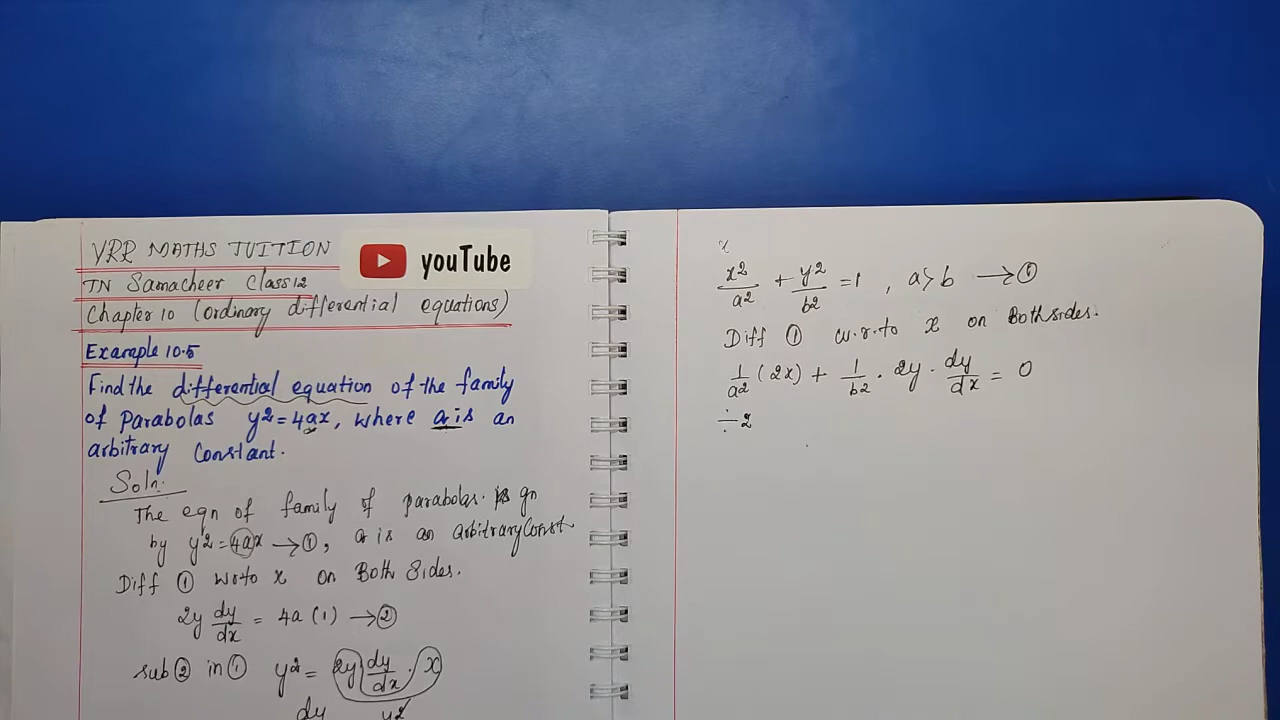 VRR MATHS TUITION
youTube
TN Samacheer Class 12
Chapter 10 (ordinary differential equations)
Example 10.5
Find the differential equation of the family
of Parabolas y2=4ax, where a is an
arbitrary Constant.
Soln:
The eqn of family of parabolas. is gn
by y2=4ax →①, a is an arbitrary Const
Diff ① w.r.to x on Both Sides.
2y dy/dx = 4a (1) →②
sub ② in ① y2 = 2y dy/dx . x
dy y2
x
x2/a2 + y2/b2 = 1 , a > b →①
Diff ① w.r.to x on Both sides.
1/a2 (2x) + 1/b2 . 2y . dy/dx = 0
÷2